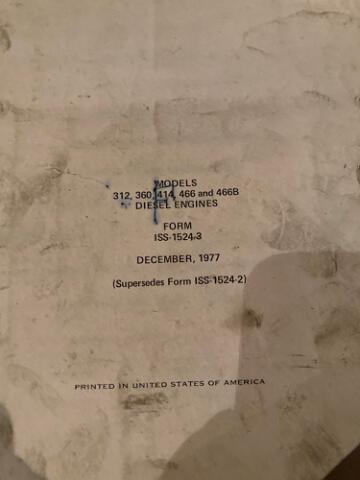 MODELS
312, 360, 414, 466 and 466B
DIESEL ENGINES
FORM
ISS-1524-3
DECEMBER, 1977
(Supersedes Form ISS-1524-2)
PRINTED IN UNITED STATES OF AMERICA